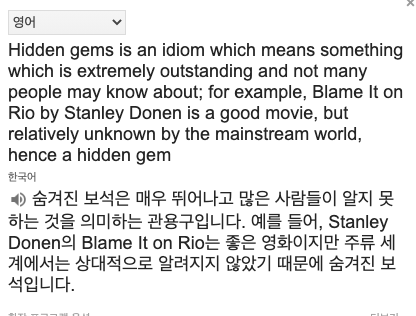 영어
Hidden gems is an idiom which means something
which is extremely outstanding and not many
people may know about; for example, Blame It on
Rio by Stanley Donen is a good movie, but
relatively unknown by the mainstream world,
hence a hidden gem
한국어
숨겨진 보석은 매우 뛰어나고 많은 사람들이 알지 못
하는 것을 의미하는 관용구입니다. 예를 들어, Stanley
Donen의 Blame It on Rio는 좋은 영화이지만 주류 세
계에서는 상대적으로 알려지지 않았기 때문에 숨겨진 보
석입니다.